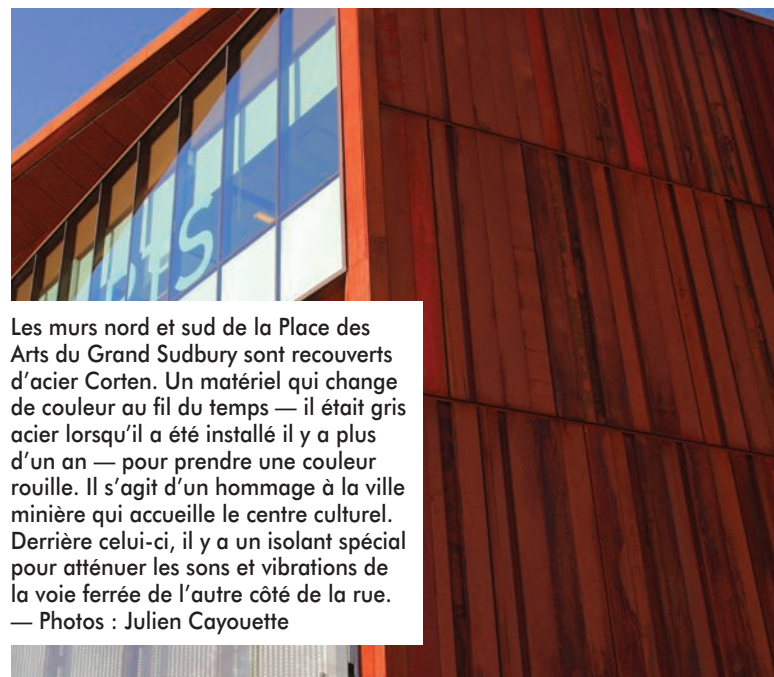 RTS
Les murs nord et sud de la Place des
Arts du Grand Sudbury sont recouverts
d’acier Corten. Un matériel qui change
de couleur au fil du temps — il était gris
acier lorsqu’il a été installé il y a plus
d’un an — pour prendre une couleur
rouille. Il s’agit d’un hommage à la ville
minière qui accueille le centre culturel.
Derrière celui-ci, il y a un isolant spécial
pour atténuer les sons et vibrations de
la voie ferrée de l’autre côté de la rue.
— Photos : Julien Cayouette